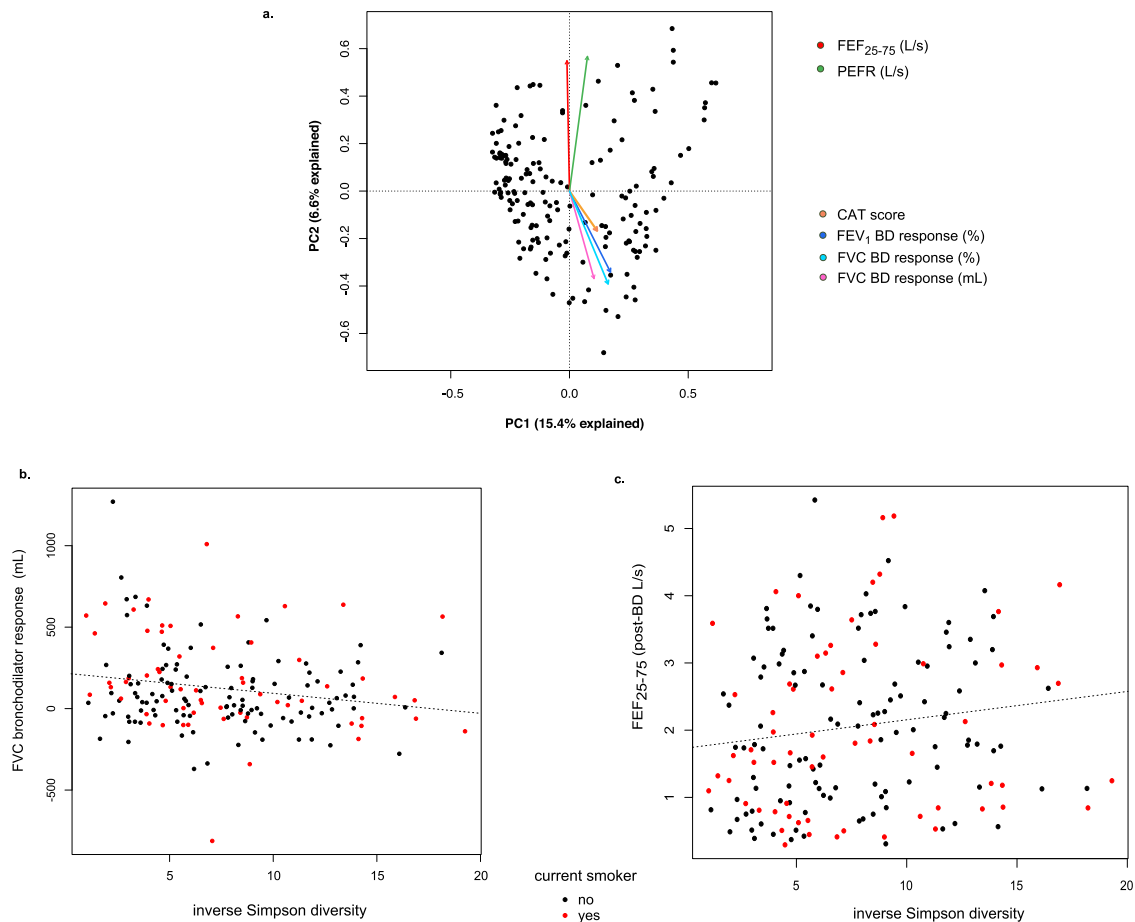 a.
0.6
0.4
0.2
0.0
-0.2
-0.4
-0.6
PC2 (6.6% explained)
-0.5
0.0
0.5
PC1 (15.4% explained)
FEF25-75 (L/s)
PEFR (L/s)
CAT score
FEV1 BD response (%)
FVC BD response (%)
FVC BD response (mL)
b.
1000
500
0
-500
FVC bronchodilator response (mL)
5
10
15
20
inverse Simpson diversity
current smoker
no
yes
c.
5
4
3
2
1
FEF25-75 (post-BD L/s)
5
10
15
20
inverse Simpson diversity